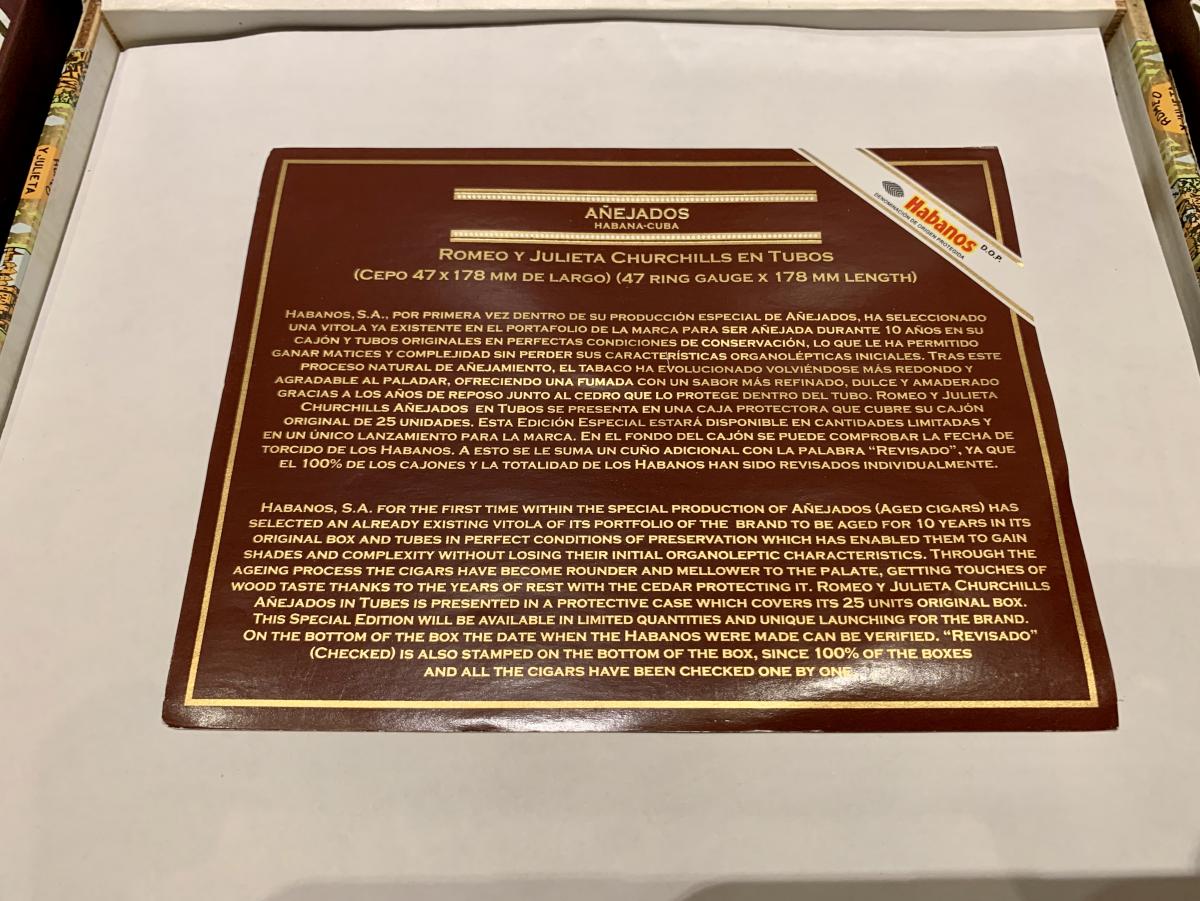 AÑEJADOS
HABANA-CUBA
ROMEO Y JULIETA CHURCHILLS EN TUBOS
(CEPO 47 X 178 MM DE LARGO) (47 RING GAUGE X 178 MM LENGTH)
Habanos
D.O.P.
DENOMINACIÓN DE ORIGEN PROTEGIDA
HABANOS, S.A., POR PRIMERA VEZ DENTRO DE SU PRODUCCIÓN ESPECIAL DE AÑEJADOS, HA SELECCIONADO
UNA VITOLA YA EXISTENTE EN EL PORTAFOLIO DE LA MARCA PARA SER AÑEJADA DURANTE 10 AÑOS EN SU
CAJÓN Y TUBOS ORIGINALES EN PERFECTAS CONDICIONES DE CONSERVACIÓN, LO QUE LE HA PERMITIDO
GANAR MATICES Y COMPLEJIDAD SIN PERDER SUS CARACTERÍSTICAS ORGANOLÉPTICAS INICIALES. TRAS ESTE
PROCESO NATURAL DE AÑEJAMIENTO, EL TABACO HA EVOLUCIONADO VOLVIÉNDOSE MÁS REDONDO Y
AGRADABLE AL PALADAR, OFRECIENDO UNA FUMADA CON UN SABOR MÁS REFINADO, DULCE Y AMADERADO
GRACIAS A LOS AÑOS DE REPOSO JUNTO AL CEDRO QUE LO PROTEGE DENTRO DEL TUBO. ROMEO Y JULIETA
CHURCHILLS AÑEJADOS EN TUBOS SE PRESENTA EN UNA CAJA PROTECTORA QUE CUBRE SU CAJÓN
ORIGINAL DE 25 UNIDADES. ESTA EDICIÓN ESPECIAL ESTARÁ DISPONIBLE EN CANTIDADES LIMITADAS Y
EN UN ÚNICO LANZAMIENTO PARA LA MARCA. EN EL FONDO DEL CAJÓN SE PUEDE COMPROBAR LA FECHA DE
TORCIDO DE LOS HABANOS. A ESTO SE LE SUMA UN CUÑO ADICIONAL CON LA PALABRA “REVISADO”, YA QUE
EL 100% DE LOS CAJONES Y LA TOTALIDAD DE LOS HABANOS HAN SIDO REVISADOS INDIVIDUALMENTE.
HABANOS, S.A. FOR THE FIRST TIME WITHIN THE SPECIAL PRODUCTION OF AÑEJADOS (AGED CIGARS) HAS
SELECTED AN ALREADY EXISTING VITOLA OF ITS PORTFOLIO OF THE BRAND TO BE AGED FOR 10 YEARS IN ITS
ORIGINAL BOX AND TUBES IN PERFECT CONDITIONS OF PRESERVATION WHICH HAS ENABLED THEM TO GAIN
SHADES AND COMPLEXITY WITHOUT LOSING THEIR INITIAL ORGANOLEPTIC CHARACTERISTICS. THROUGH THE
AGEING PROCESS THE CIGARS HAVE BECOME ROUNDER AND MELLOWER TO THE PALATE, GETTING TOUCHES OF
WOOD TASTE THANKS TO THE YEARS OF REST WITH THE CEDAR PROTECTING IT. ROMEO Y JULIETA CHURCHILLS
AÑEJADOS IN TUBES IS PRESENTED IN A PROTECTIVE CASE WHICH COVERS ITS 25 UNITS ORIGINAL BOX.
THIS SPECIAL EDITION WILL BE AVAILABLE IN LIMITED QUANTITIES AND UNIQUE LAUNCHING FOR THE BRAND.
ON THE BOTTOM OF THE BOX THE DATE WHEN THE HABANOS WERE MADE CAN BE VERIFIED. “REVISADO”
(CHECKED) IS ALSO STAMPED ON THE BOTTOM OF THE BOX, SINCE 100% OF THE BOXES
AND ALL THE CIGARS HAVE BEEN CHECKED ONE BY ONE
Y JULIETA
ROMEO